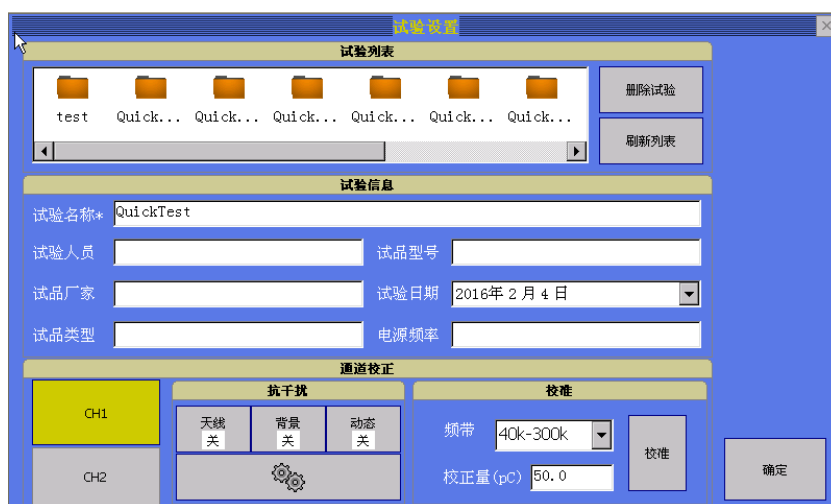 试验设置
试验列表
test Quick... Quick... Quick... Quick... Quick... Quick...
删除试验
刷新列表
试验信息
试验名称* QuickTest
试验人员 试品型号
试品厂家 试验日期 2016年 2 月 4 日
试品类型 电源频率
通道校正
抗干扰 校准
CH1
天线 背景 动态
关 关 关
频带 40k-300k
校准
CH2
校正量(pC) 50.0
确定